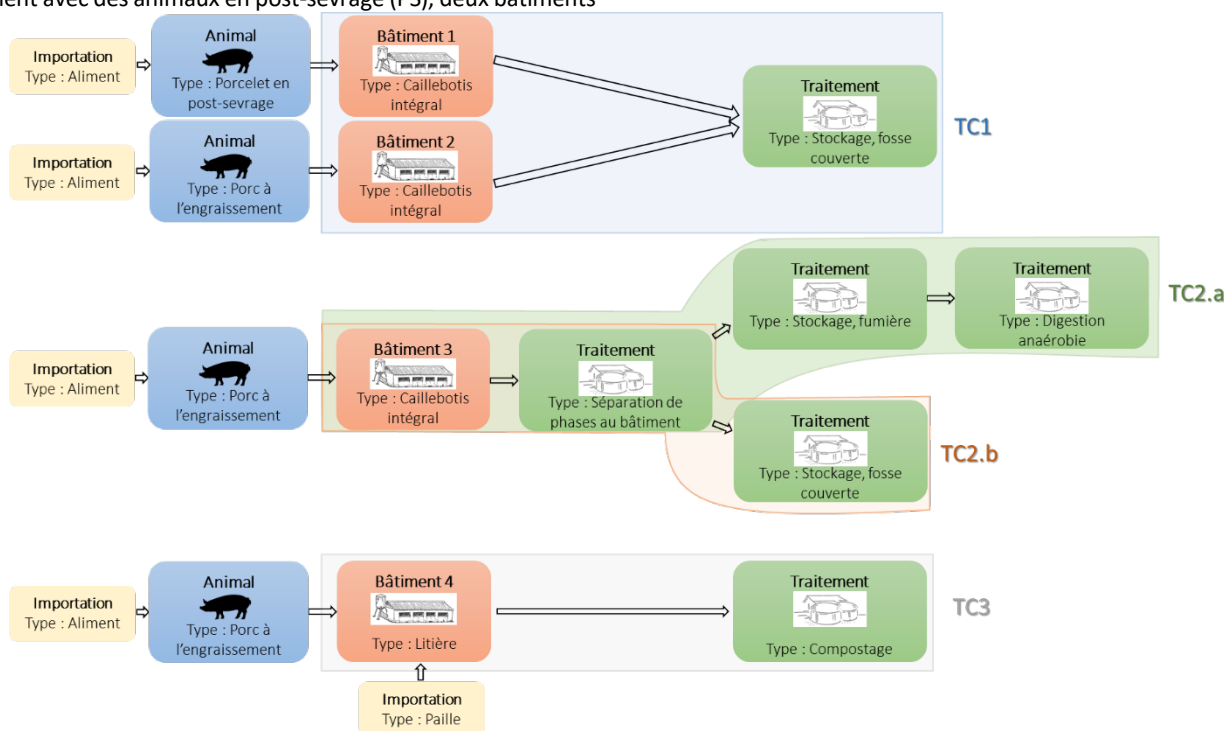 avec des animaux en post-sevrage (PS), deux bâtiments
Importation
Type : Aliment
Animal
Type : Porcelet en
post-sevrage
Bâtiment 1
Type : Caillebotis
intégral
Importation
Type : Aliment
Animal
Type : Porc à
l'engraissement
Bâtiment 2
Type : Caillebotis
intégral
Traitement
Type : Stockage, fosse
couverte
TC1
Importation
Type : Aliment
Animal
Type : Porc à
l'engraissement
Bâtiment 3
Type : Caillebotis
intégral
Traitement
Type : Séparation de
phases au bâtiment
Traitement
Type : Stockage, fumière
Traitement
Type : Digestion
anaérobie
TC2.a
Traitement
Type : Stockage, fosse
couverte
TC2.b
Importation
Type : Aliment
Animal
Type : Porc à
l'engraissement
Bâtiment 4
Type : Litière
Importation
Type : Paille
Traitement
Type : Compostage
TC3